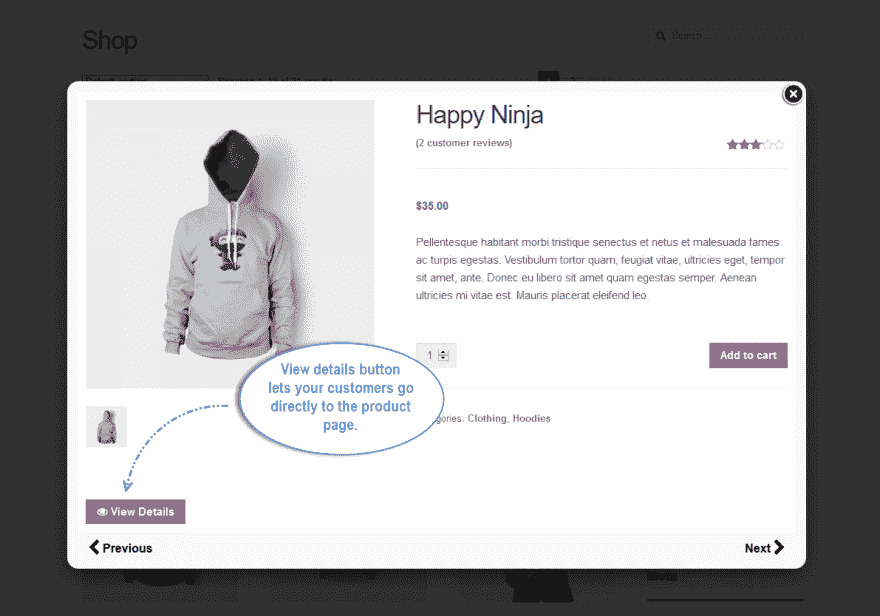 Shop
Search
Happy Ninja
(2 customer reviews)
$35.00
Pellentesque habitant morbi tristique senectus et netus et malesuada fames
ac turpis egestas. Vestibulum tortor quam, feugiat vitae, ultricies eget, tempor
sit amet, ante. Donec eu libero sit amet quam egestas semper. Aenean
ultricies mi vitae est. Mauris placerat eleifend leo.
1
Add to cart
View details button
lets your customers go
directly to the product
page.
Clothing, Hoodies
View Details
Previous
Next